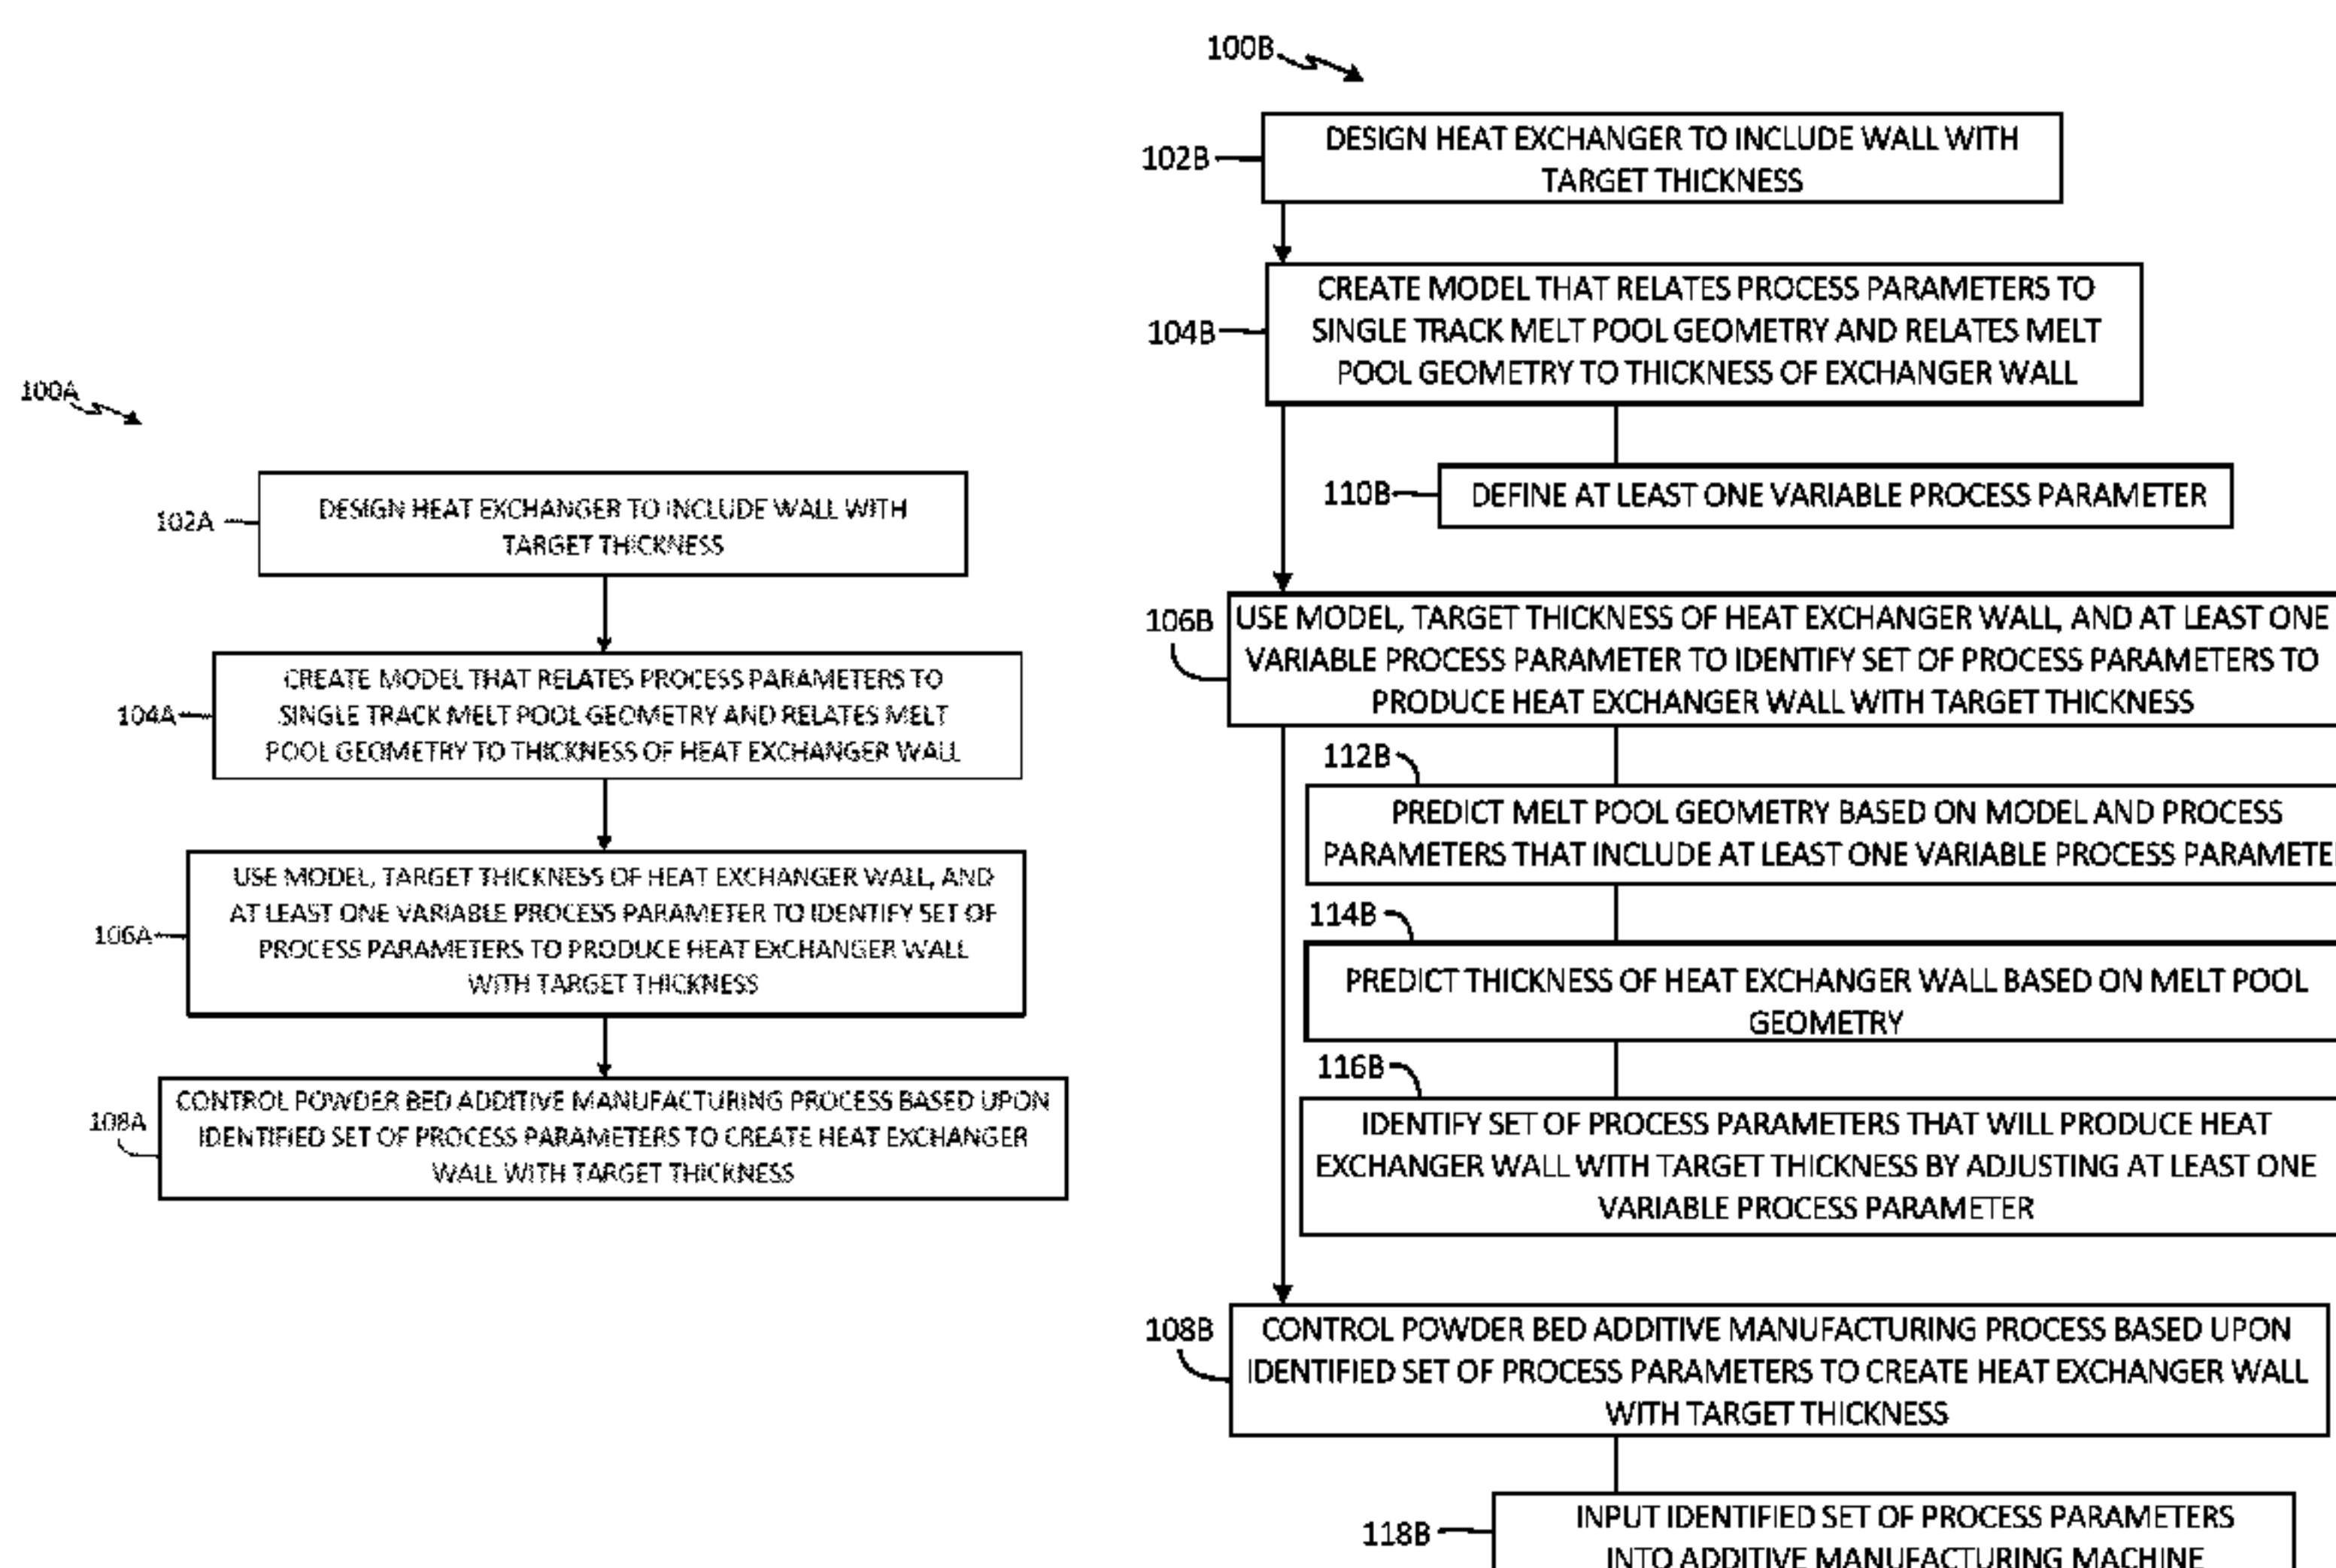 100A
102A
DESIGN HEAT EXCHANGER TO INCLUDE WALL WITH
TARGET THICKNESS
104A
CREATE MODEL THAT RELATES PROCESS PARAMETERS TO
SINGLE TRACK MELT POOL GEOMETRY AND RELATES MELT
POOL GEOMETRY TO THICKNESS OF HEAT EXCHANGER WALL
106A
USE MODEL, TARGET THICKNESS OF HEAT EXCHANGER WALL, AND
AT LEAST ONE VARIABLE PROCESS PARAMETER TO IDENTIFY SET OF
PROCESS PARAMETERS TO PRODUCE HEAT EXCHANGER WALL
WITH TARGET THICKNESS
108A
CONTROL POWDER BED ADDITIVE MANUFACTURING PROCESS BASED UPON
IDENTIFIED SET OF PROCESS PARAMETERS TO CREATE HEAT EXCHANGER
WALL WITH TARGET THICKNESS
100B
102B
DESIGN HEAT EXCHANGER TO INCLUDE WALL WITH
TARGET THICKNESS
104B
CREATE MODEL THAT RELATES PROCESS PARAMETERS TO
SINGLE TRACK MELT POOL GEOMETRY AND RELATES MELT
POOL GEOMETRY TO THICKNESS OF EXCHANGER WALL
110B
DEFINE AT LEAST ONE VARIABLE PROCESS PARAMETER
106B
USE MODEL, TARGET THICKNESS OF HEAT EXCHANGER WALL, AND AT LEAST ONE
VARIABLE PROCESS PARAMETER TO IDENTIFY SET OF PROCESS PARAMETERS TO
PRODUCE HEAT EXCHANGER WALL WITH TARGET THICKNESS
112B
PREDICT MELT POOL GEOMETRY BASED ON MODEL AND PROCESS
PARAMETERS THAT INCLUDE AT LEAST ONE VARIABLE PROCESS PARAMETER
114B
PREDICT THICKNESS OF HEAT EXCHANGER WALL BASED ON MELT POOL
GEOMETRY
116B
IDENTIFY SET OF PROCESS PARAMETERS THAT WILL PRODUCE HEAT
EXCHANGER WALL WITH TARGET THICKNESS BY ADJUSTING AT LEAST ONE
VARIABLE PROCESS PARAMETER
108B
CONTROL POWDER BED ADDITIVE MANUFACTURING PROCESS BASED UPON
IDENTIFIED SET OF PROCESS PARAMETERS TO CREATE HEAT EXCHANGER WALL
WITH TARGET THICKNESS
118B
INPUT IDENTIFIED SET OF PROCESS PARAMETERS
INTO ADDITIVE MANUFACTURING MACHINE